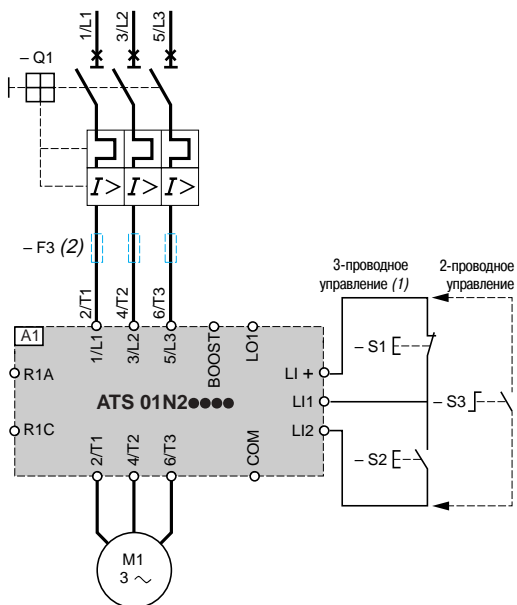 1/L1 3/L2 5/L3
– Q1
I> I> I>
– F3 (2)
2/T1 4/T2 6/T3
3-проводное управление (1)
2-проводное управление
A1
1/L1 3/L2 5/L3 BOOST LO1
– S1
R1A
LI +
ATS 01N2●●●●
LI1
– S3
R1C
LI2
– S2
2/T1 4/T2 6/T3 COM
M1
3 ~